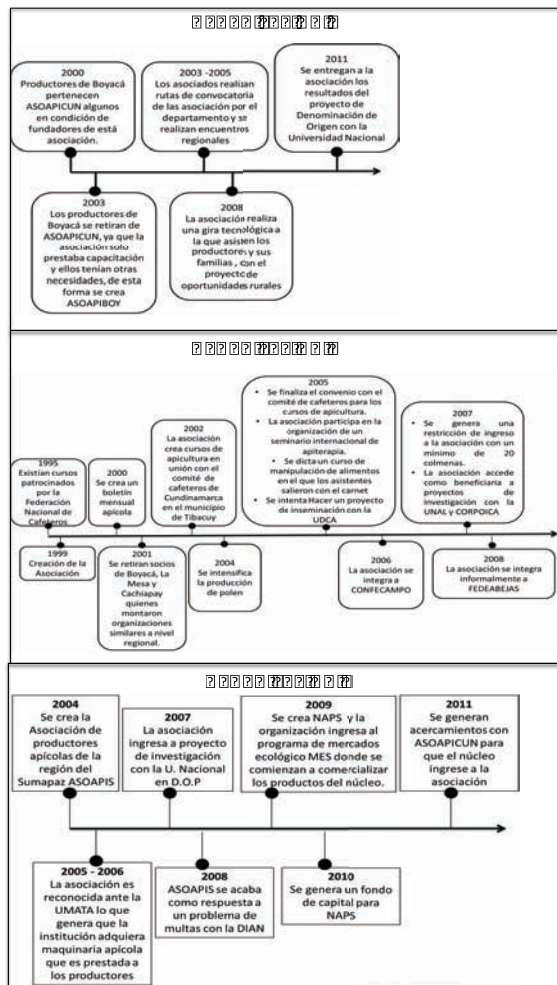 2000
Productores de Boyacá
pertenecen
ASOAPICUN algunos
en condición de
fundadores de está
asociación.
2003 -2005
Los asociados realizan
rutas de convocatoria
de las asociación por el
departamento y se
realizan encuentros
regionales
2011
Se entregan a la
asociación los
resultados del
proyecto de
Denominación de
Origen con la
Universidad Nacional
2003
Los productores de
Boyacá se retiran de
ASOAPICUN, ya que la
asociación solo
prestaba capacitación
y ellos tenían otras
necesidades, de esta
forma se crea
ASOAPIBOY
2008
La asociación realiza
una gira tecnológica a
la que asisten los
productores y sus
familias , con el
proyecto de
oportunidades rurales
1995
Existían cursos
patrocinados por
la Federación
Nacional de
Cafeteros
2000
Se crea un
boletín
mensual
apícola
2002
La asociación
crea cursos de
apicultura en
unión con el
comité de
cafeteros de
Cundinamarca
en el municipio
de Tibacuy
2005
• Se finaliza el convenio con el
comité de cafeteros para los
cursos de apicultura.
• La asociación participa en la
organización de un
seminario internacional de
apiterapia.
• Se dicta un curso de
manipulación de alimentos
en el que los asistentes
salieron con el carnet
• Se intenta Hacer un proyecto
de inseminación con la
UDCA
2007
• Se genera una
restricción de ingreso
a la asociación con un
mínimo de 20
colmenas.
• La asociación accede
como beneficiaria a
proyectos de
investigación con la
UNAL y CORPOICA
1999
Creación de la
Asociación
2001
Se retiran socios
de Boyacá, La
Mesa y
Cachiapay
quienes
montaron
organizaciones
similares a nivel
regional.
2004
Se intensifica
la producción
de polen
2006
La asociación se
integra a
CONFECAMPO
2008
La asociación se integra
informalmente a
FEDEABEJAS
2004
Se crea la
Asociación de
productores
apícolas de la
región del
Sumapaz ASOAPIS
2007
La asociación
ingresa a proyecto
de investigación
con la U. Nacional
en D.O.P
2009
Se crea NAPS y la
organización ingresa al
programa de mercados
ecológico MES donde se
comienzan a comercializar
los productos del núcleo.
2011
Se generan
acercamientos con
ASOAPICUN para
que el núcleo
ingrese a la
asociación
2005 - 2006
La asociación es
reconocida ante la
UMATA lo que
genera que la
institución adquiera
maquinaria apícola
que es prestada a
los productores
2008
ASOAPIS se acaba
como respuesta a
un problema de
multas con la DIAN
2010
Se genera un fondo
de capital para
NAPS